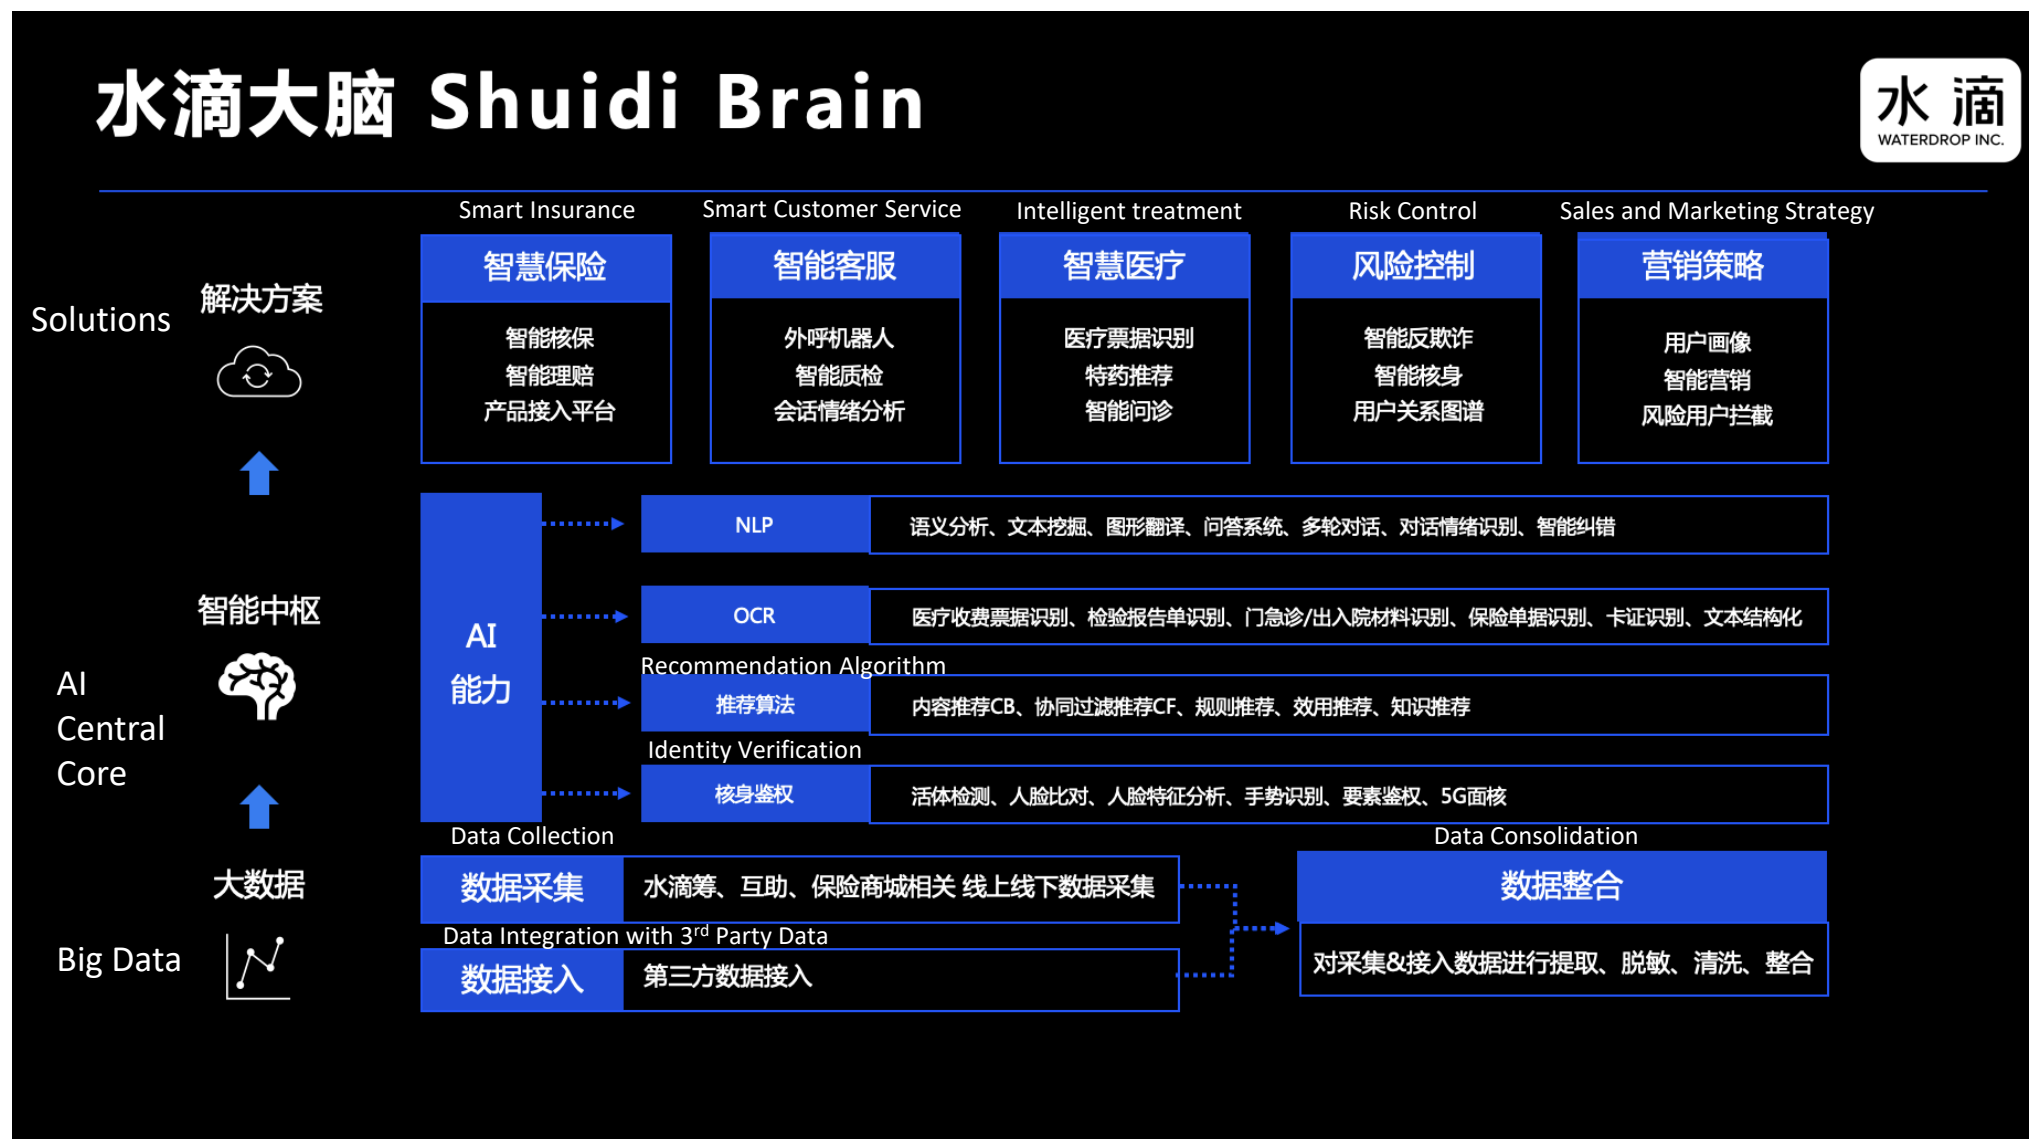 水滴大脑 Shuidi Brain
水 滴
WATERDROP INC.
Smart Insurance
Smart Customer Service
Intelligent treatment
Risk Control
Sales and Marketing Strategy
Solutions
解决方案
智慧保险
智能核保
智能理赔
产品接入平台
智能客服
外呼机器人
智能质检
会话情绪分析
智慧医疗
医疗票据识别
特药推荐
智能问诊
风险控制
智能反欺诈
智能核身
用户关系图谱
营销策略
用户画像
智能营销
风险用户拦截
智能中枢
AI
Central
Core
AI
能力
NLP
语义分析、文本挖掘、图形翻译、问答系统、多轮对话、对话情绪识别、智能纠错
OCR
医疗收费票据识别、检验报告单识别、门急诊/出入院材料识别、保险单据识别、卡证识别、文本结构化
Recommendation Algorithm
推荐算法
内容推荐CB、协同过滤推荐CF、规则推荐、效用推荐、知识推荐
Identity Verification
核身鉴权
活体检测、人脸比对、人脸特征分析、手势识别、要素鉴权、5G面核
大数据
Big Data
Data Collection
数据采集
水滴筹、互助、保险商城相关 线上线下数据采集
Data Integration with 3rd Party Data
数据接入
第三方数据接入
Data Consolidation
数据整合
对采集&接入数据进行提取、脱敏、清洗、整合